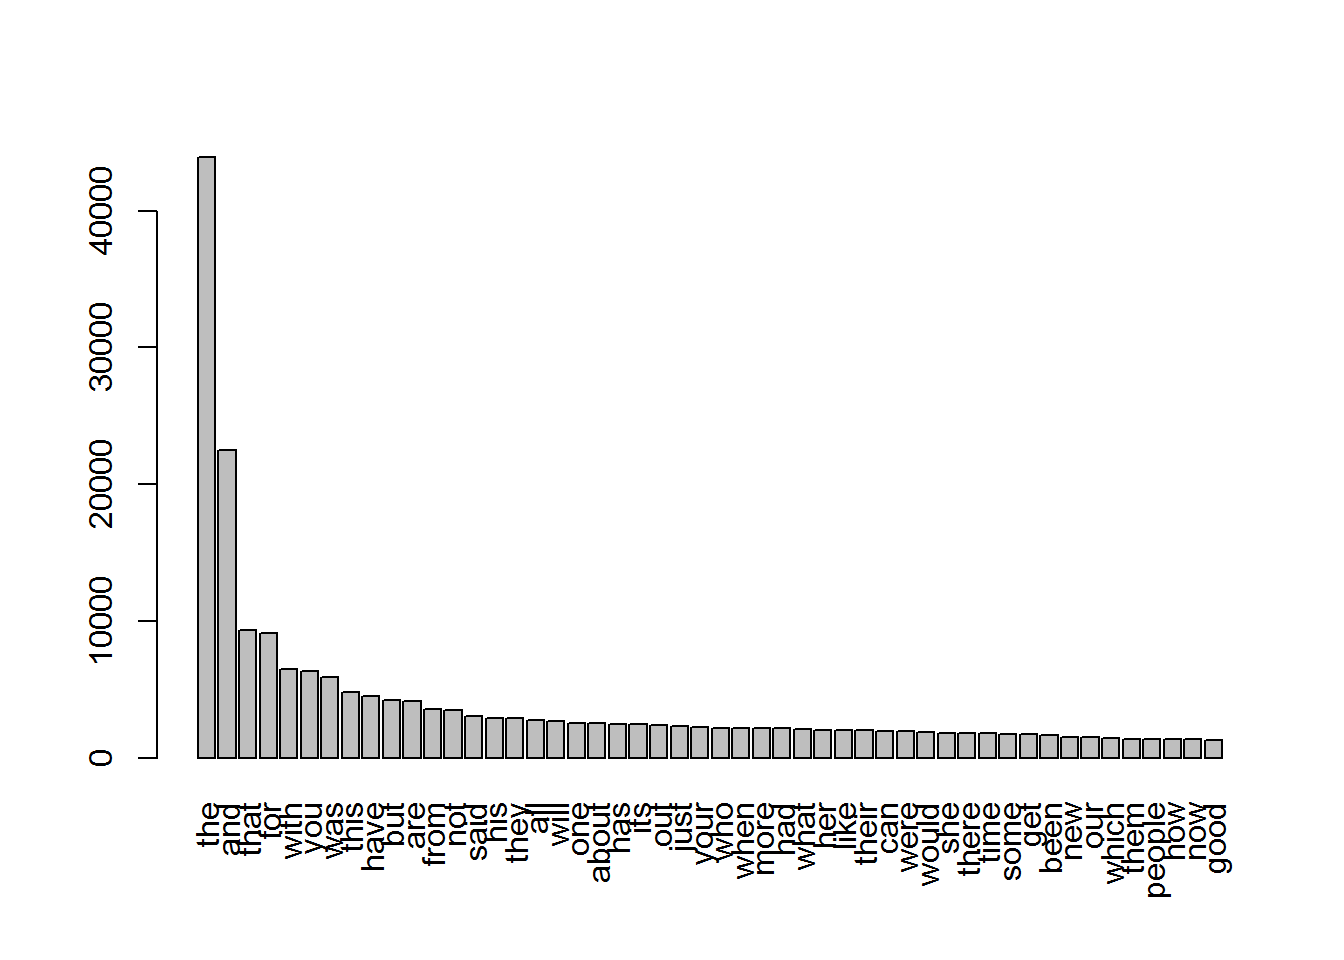 40000
30000
20000
10000
0
the
and
that
for
with
you
was
this
have
but
are
from
not
said
his
they
all
will
one
about
has
its
out
just
your
who
when
more
had
what
her
like
their
can
were
would
she
there
time
some
get
been
new
our
which
them
people
how
now
good